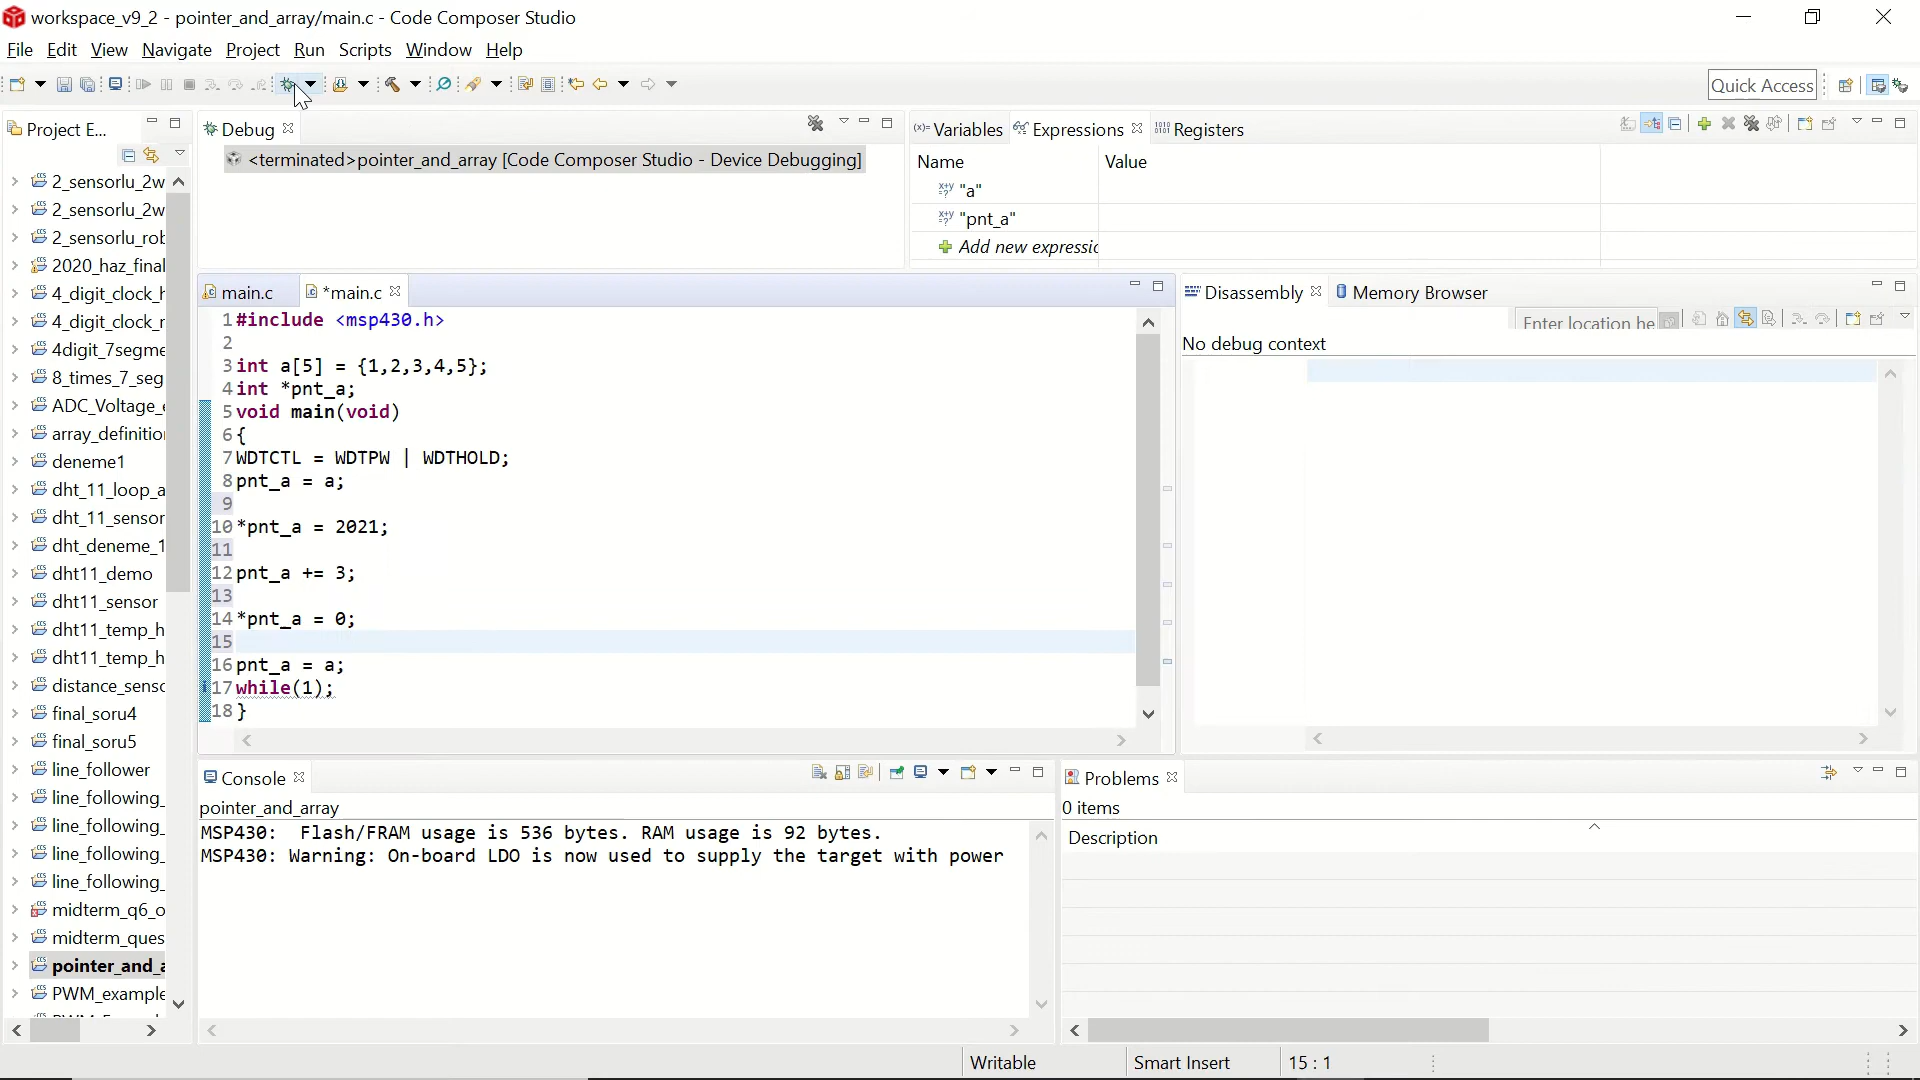 workspace_v9_2 - pointer_and_array/main.c - Code Composer Studio
File Edit View Navigate Project Run Scripts Window Help
Quick Access
Project E...
2_sensorlu_2w
2_sensorlu_2w
2_sensorlu_rob
2020_haz_final
4_digit_clock_h
4_digit_clock_r
4digit_7segme
8_times_7_seg
ADC_Voltage_e
array_definition
deneme1
dht_11_loop_a
dht_11_sensor
dht_deneme_1
dht11_demo
dht11_sensor
dht11_temp_h
dht11_temp_h
distance_senso
final_soru4
final_soru5
line_follower
line_following_
line_following_
line_following_
line_following_
midterm_q6_o
midterm_ques
pointer_and_a
PWM_example
Debug
<terminated>pointer_and_array [Code Composer Studio - Device Debugging]
(x)= Variables Expressions Registers
Name Value
"a"
"pnt_a"
Add new expressic
main.c *main.c
1 #include <msp430.h>
2
3 int a[5] = {1,2,3,4,5};
4 int *pnt_a;
5 void main(void)
6 {
7 WDTCTL = WDTPW | WDTHOLD;
8 pnt_a = a;
9
10 *pnt_a = 2021;
11
12 pnt_a += 3;
13
14 *pnt_a = 0;
15
16 pnt_a = a;
17 while(1);
18 }
Disassembly Memory Browser
Enter location he
No debug context
Console
pointer_and_array
MSP430: Flash/FRAM usage is 536 bytes. RAM usage is 92 bytes.
MSP430: Warning: On-board LDO is now used to supply the target with power
Problems
0 items
Description
Writable Smart Insert 15 : 1